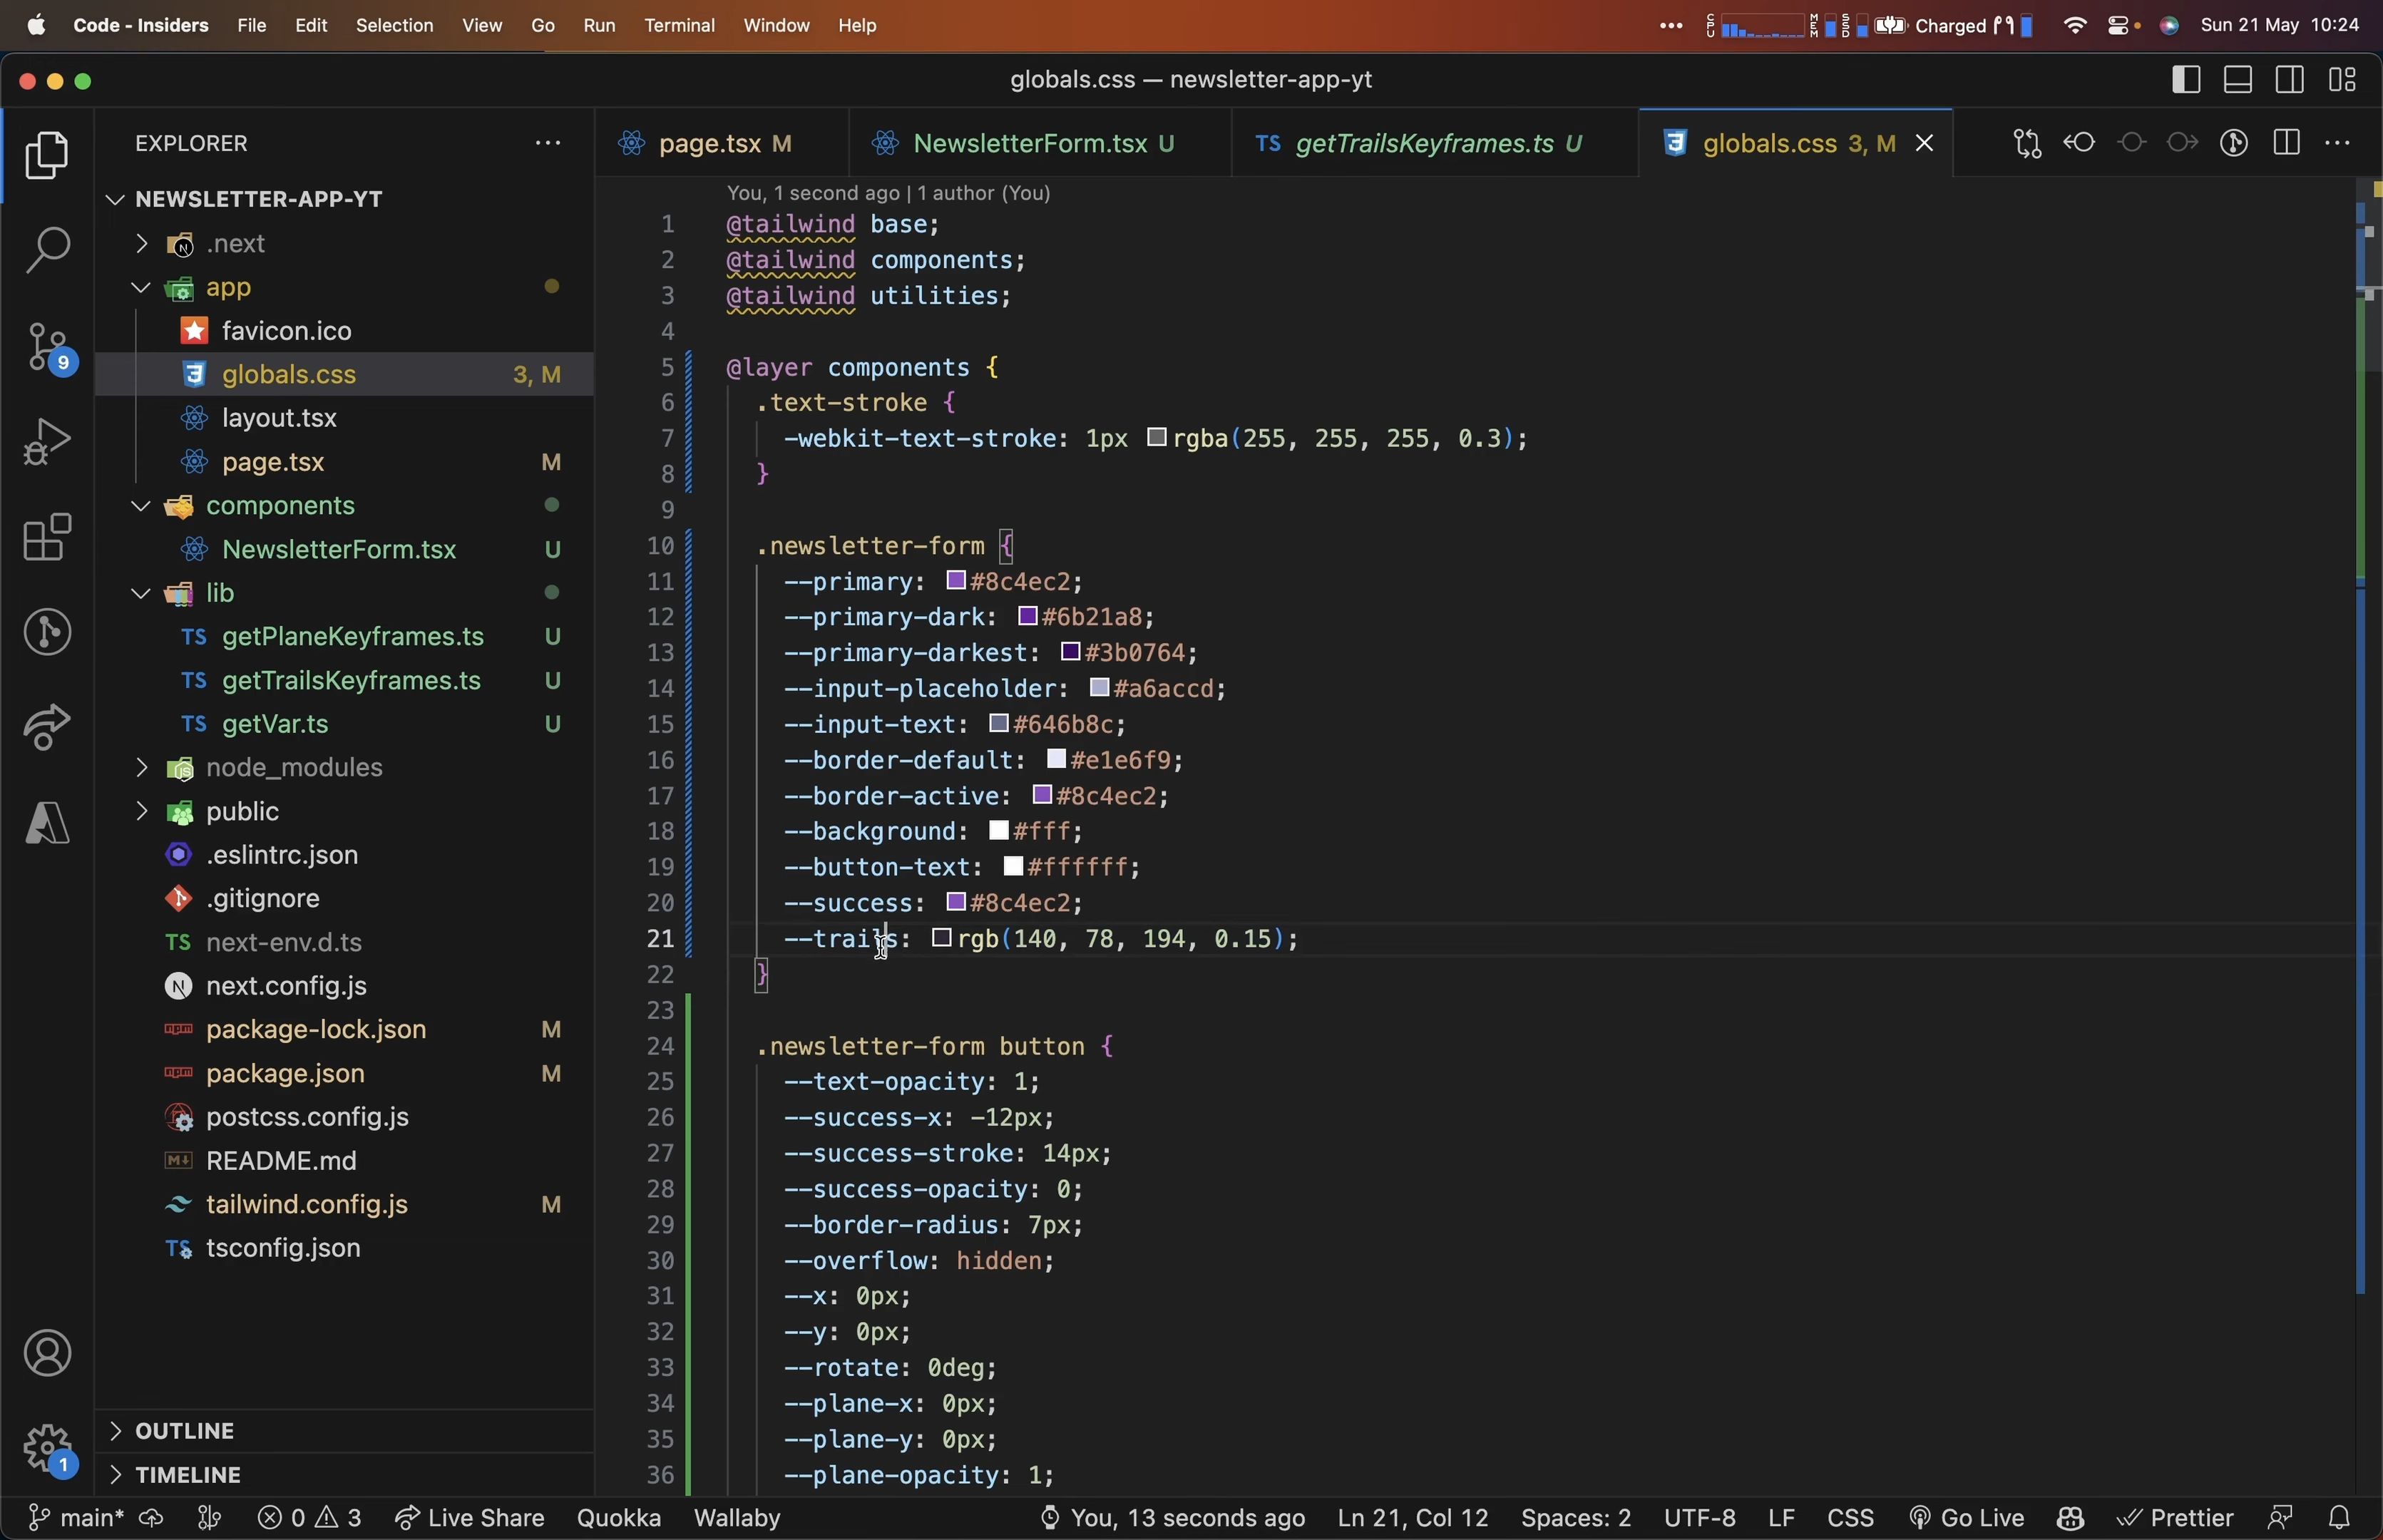 Code - Insiders File Edit Selection View Go Run Terminal Window Help ••• CPU MEM SSD Charged Sun 21 May 10:24
globals.css — newsletter-app-yt
EXPLORER ···
NEWSLETTER-APP-YT
.next
app
favicon.ico
globals.css 3, M
layout.tsx
page.tsx M
components
NewsletterForm.tsx U
lib
TS getPlaneKeyframes.ts U
TS getTrailsKeyframes.ts U
TS getVar.ts U
node_modules
public
.eslintrc.json
.gitignore
TS next-env.d.ts
N next.config.js
package-lock.json M
package.json M
postcss.config.js
M↓ README.md
tailwind.config.js M
TS tsconfig.json
OUTLINE
TIMELINE
9
1
page.tsx M NewsletterForm.tsx U TS getTrailsKeyframes.ts U globals.css 3, M
You, 1 second ago | 1 author (You)
1 @tailwind base;
2 @tailwind components;
3 @tailwind utilities;
4
5 @layer components {
6 .text-stroke {
7 -webkit-text-stroke: 1px rgba(255, 255, 255, 0.3);
8 }
9
10 .newsletter-form {
11 --primary: #8c4ec2;
12 --primary-dark: #6b21a8;
13 --primary-darkest: #3b0764;
14 --input-placeholder: #a6accd;
15 --input-text: #646b8c;
16 --border-default: #e1e6f9;
17 --border-active: #8c4ec2;
18 --background: #fff;
19 --button-text: #ffffff;
20 --success: #8c4ec2;
21 --trails: rgb(140, 78, 194, 0.15);
22 }
23
24 .newsletter-form button {
25 --text-opacity: 1;
26 --success-x: -12px;
27 --success-stroke: 14px;
28 --success-opacity: 0;
29 --border-radius: 7px;
30 --overflow: hidden;
31 --x: 0px;
32 --y: 0px;
33 --rotate: 0deg;
34 --plane-x: 0px;
35 --plane-y: 0px;
36 --plane-opacity: 1;
main* 0 3 Live Share Quokka Wallaby You, 13 seconds ago Ln 21, Col 12 Spaces: 2 UTF-8 LF CSS Go Live Prettier